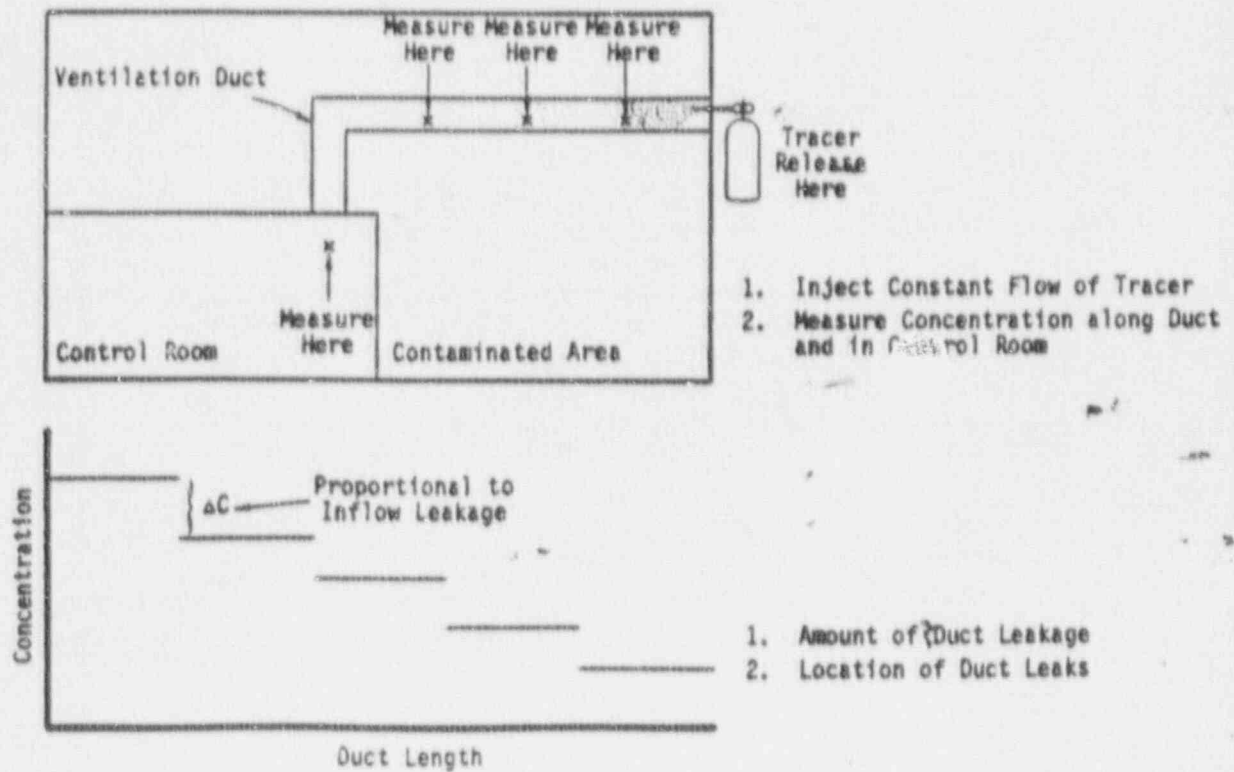 Measure Measure Measure
Here Here Here
Ventilation Duct
Tracer
Release
Here
Measure
Here
Control Room
Contaminated Area
1. Inject Constant Flow of Tracer
2. Measure Concentration along Duct
and in Control Room
Concentration
ΔC
Proportional to
Inflow Leakage
Duct Length
1. Amount of Duct Leakage
2. Location of Duct Leaks